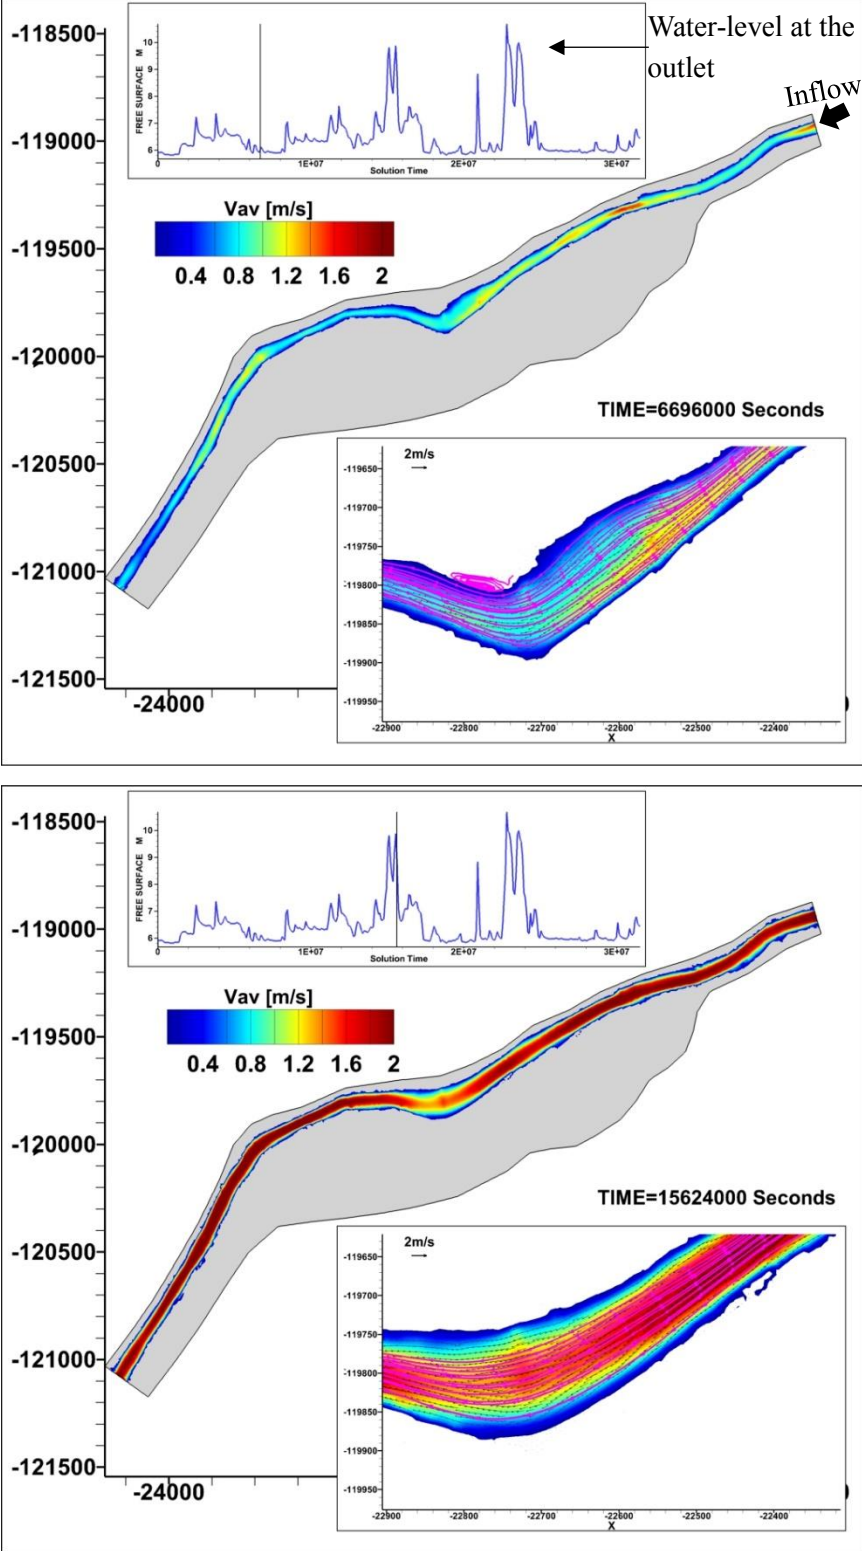 Water-level at the
outlet
Inflow
-118500
-119000
-119500
-120000
-120500
-121000
-121500
-24000
FREE SURFACE M
10
9
8
7
6
0
1E+07
2E+07
3E+07
Solution Time
Vav [m/s]
0.4 0.8 1.2 1.6 2
TIME=6696000 Seconds
2m/s
-119650
-119700
-119750
-119800
-119850
-119900
-119950
-22900 -22800 -22700 -22600 -22500 -22400
X
-118500
-119000
-119500
-120000
-120500
-121000
-121500
-24000
FREE SURFACE M
10
9
8
7
6
0
1E+07
2E+07
3E+07
Solution Time
Vav [m/s]
0.4 0.8 1.2 1.6 2
TIME=15624000 Seconds
2m/s
-119650
-119700
-119750
-119800
-119850
-119900
-119950
-22900 -22800 -22700 -22600 -22500 -22400
X